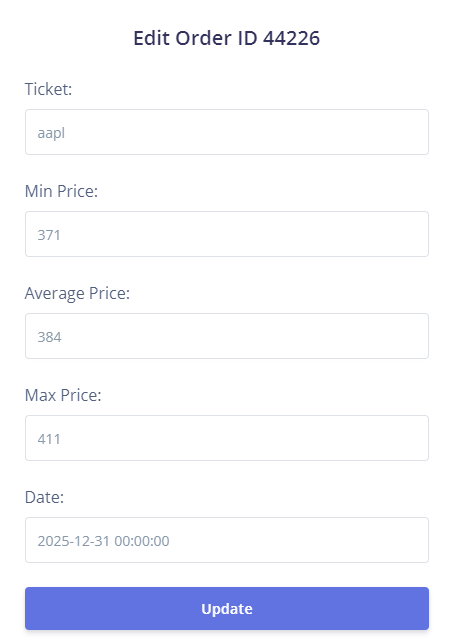 Edit Order ID 44226
Ticket:
aapl
Min Price:
371
Average Price:
384
Max Price:
411
Date:
2025-12-31 00:00:00
Update